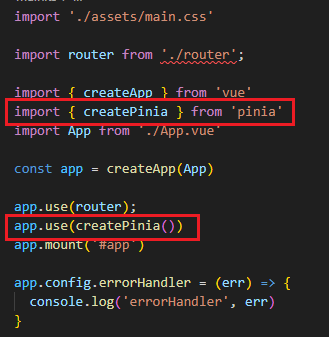 import './assets/main.css'
import router from './router';
import { createApp } from 'vue'
import { createPinia } from 'pinia'
import App from './App.vue'
const app = createApp(App)
app.use(router);
app.use(createPinia())
app.mount('#app')
app.config.errorHandler = (err) => {
  console.log('errorHandler', err)
}